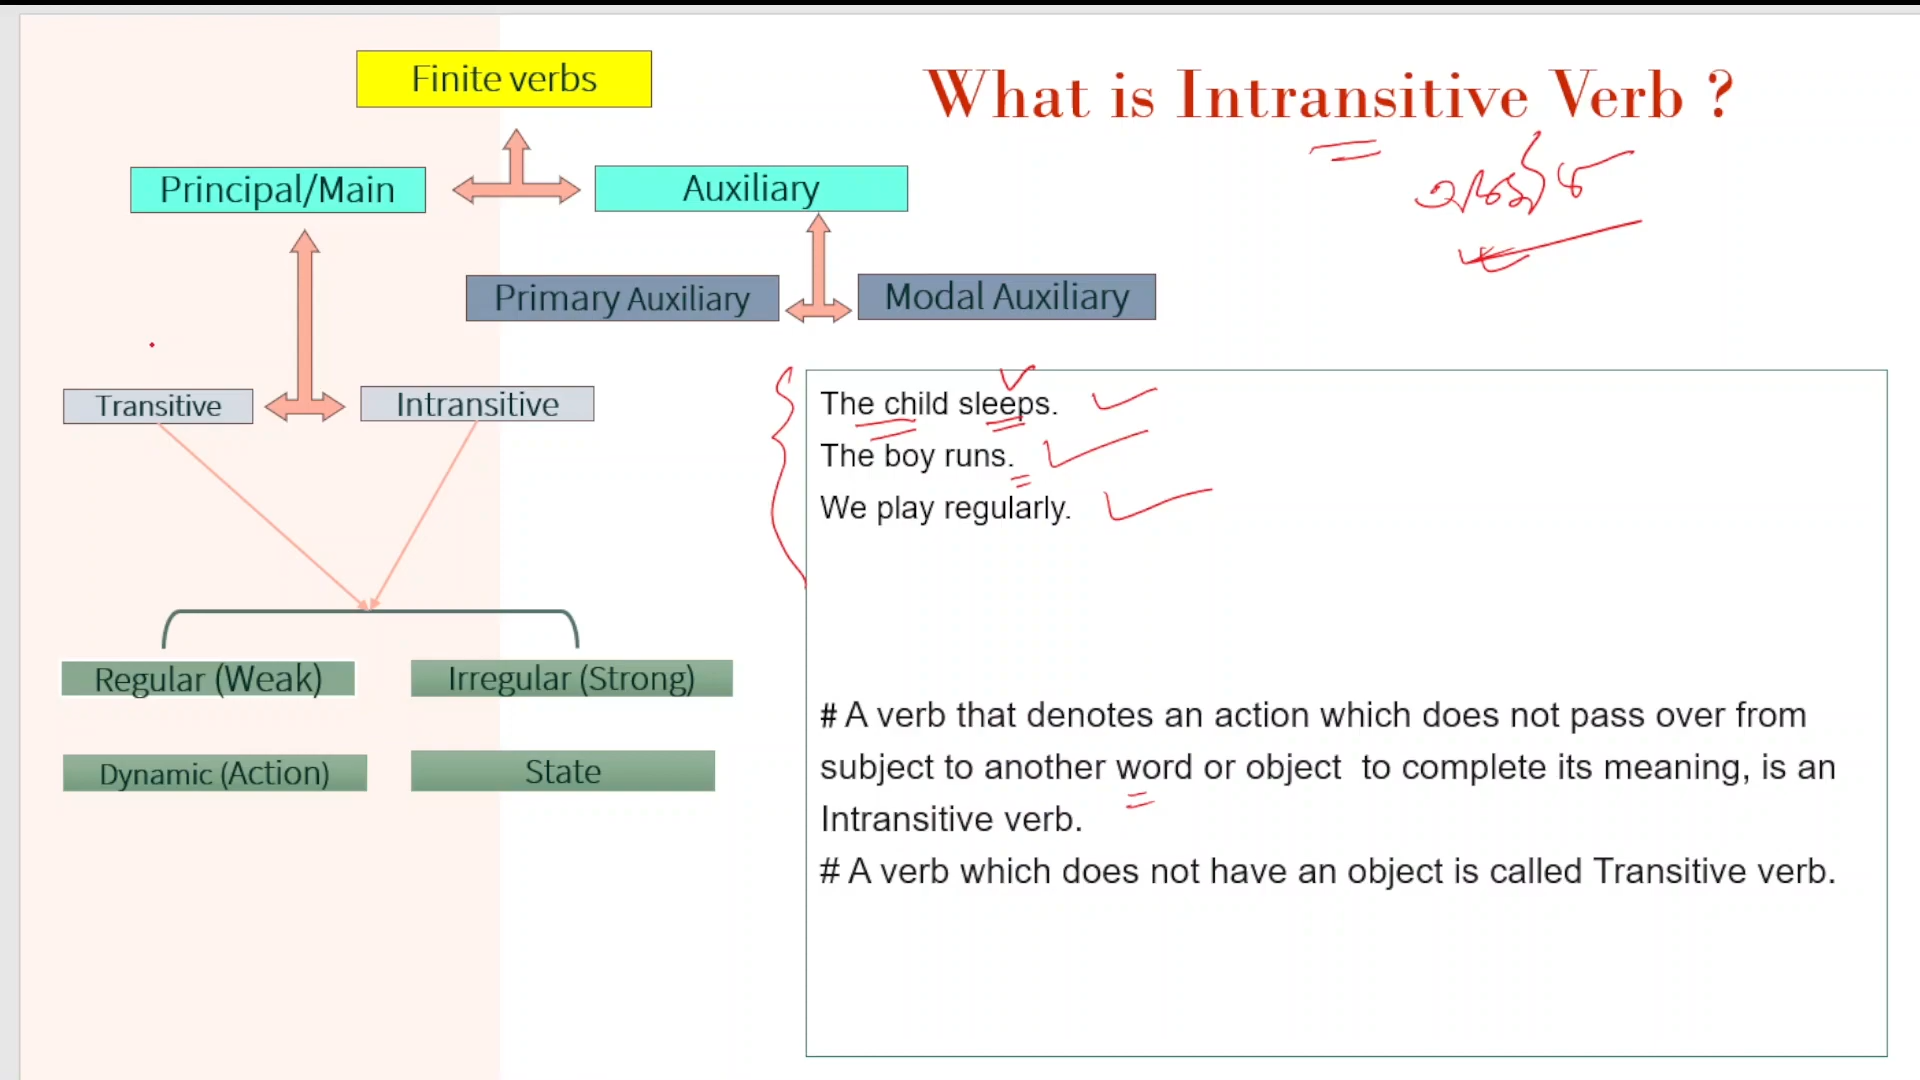 Finite verbs
What is Intransitive Verb ?
Principal/Main
Auxiliary
Primary Auxiliary
Modal Auxiliary
Transitive
Intransitive
The child sleeps.
The boy runs.
We play regularly.
Regular (Weak)
Irregular (Strong)
Dynamic (Action)
State
# A verb that denotes an action which does not pass over from
subject to another word or object to complete its meaning, is an
Intransitive verb.
# A verb which does not have an object is called Transitive verb.